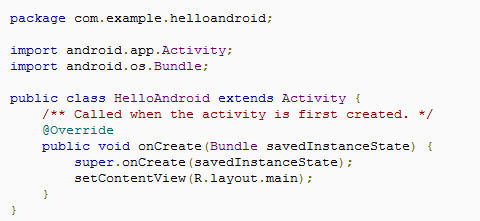 package com.example.helloandroid;
import android.app.Activity;
import android.os.Bundle;
public class HelloAndroid extends Activity {
/** Called when the activity is first created. */
@Override
public void onCreate(Bundle savedInstanceState) {
super.onCreate(savedInstanceState);
setContentView(R.layout.main);
}
}